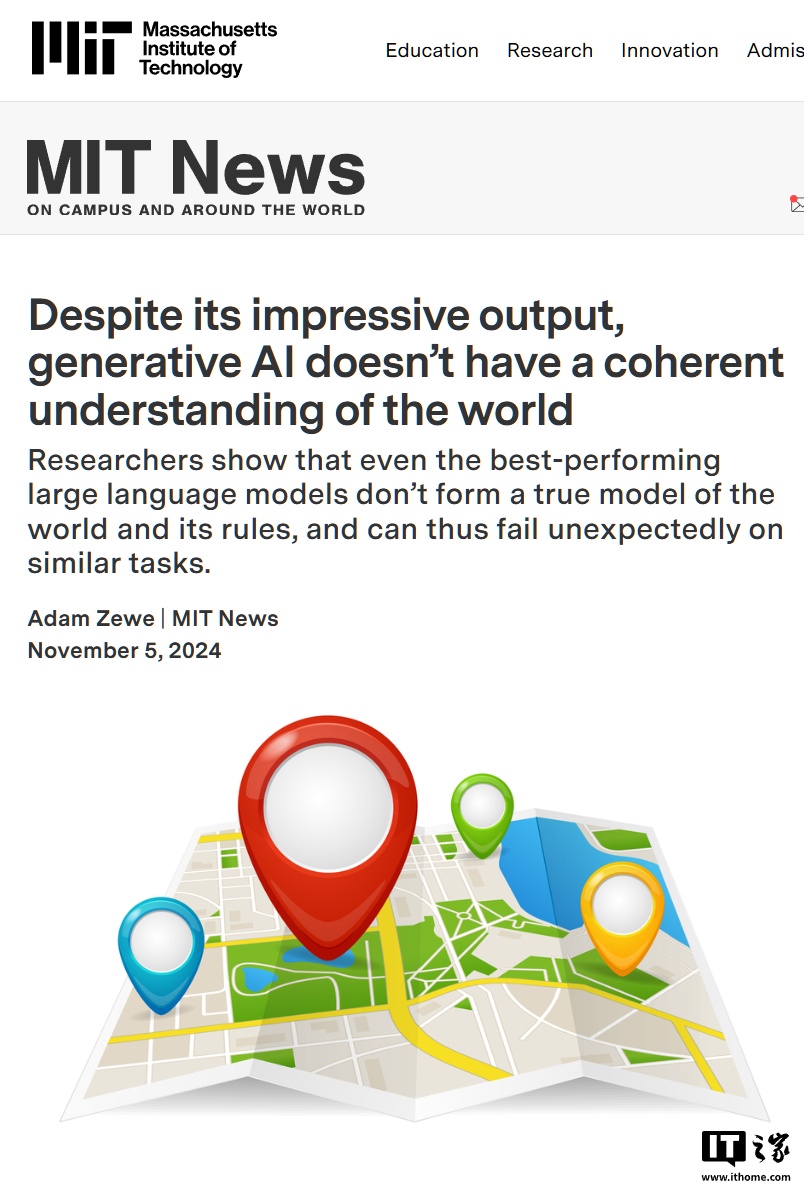 Massachusetts
Institute of
Technology
Education Research Innovation Admis
MIT News
ON CAMPUS AND AROUND THE WORLD
Despite its impressive output,
generative AI doesn’t have a coherent
understanding of the world
Researchers show that even the best-performing
large language models don’t form a true model of the
world and its rules, and can thus fail unexpectedly on
similar tasks.
Adam Zewe | MIT News
November 5, 2024
IT之家
www.ithome.com